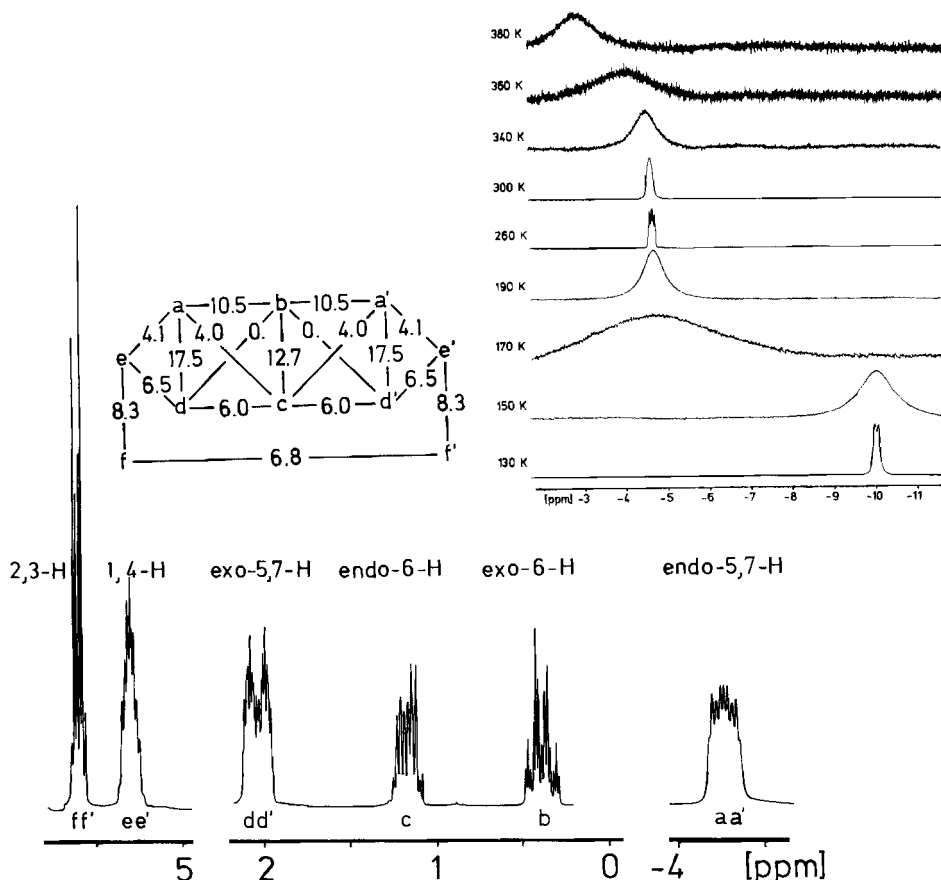 380 K
360 K
340 K
300 K
260 K
190 K
170 K
150 K
130 K
[ppm] -3 -4 -5 -6 -7 -8 -9 -10 -11
a 10.5 b 10.5 a'
4.1 4.0 0. 0. 4.0 4.1
e 17.5 12.7 17.5 e'
6.5 6.5
8.3 d 6.0 c 6.0 d' 8.3
f 6.8 f'
2,3-H 1,4-H exo-5,7-H endo-6-H exo-6-H endo-5,7-H
ff' ee' dd' c b aa'
5 2 1 0 -4 [ppm]